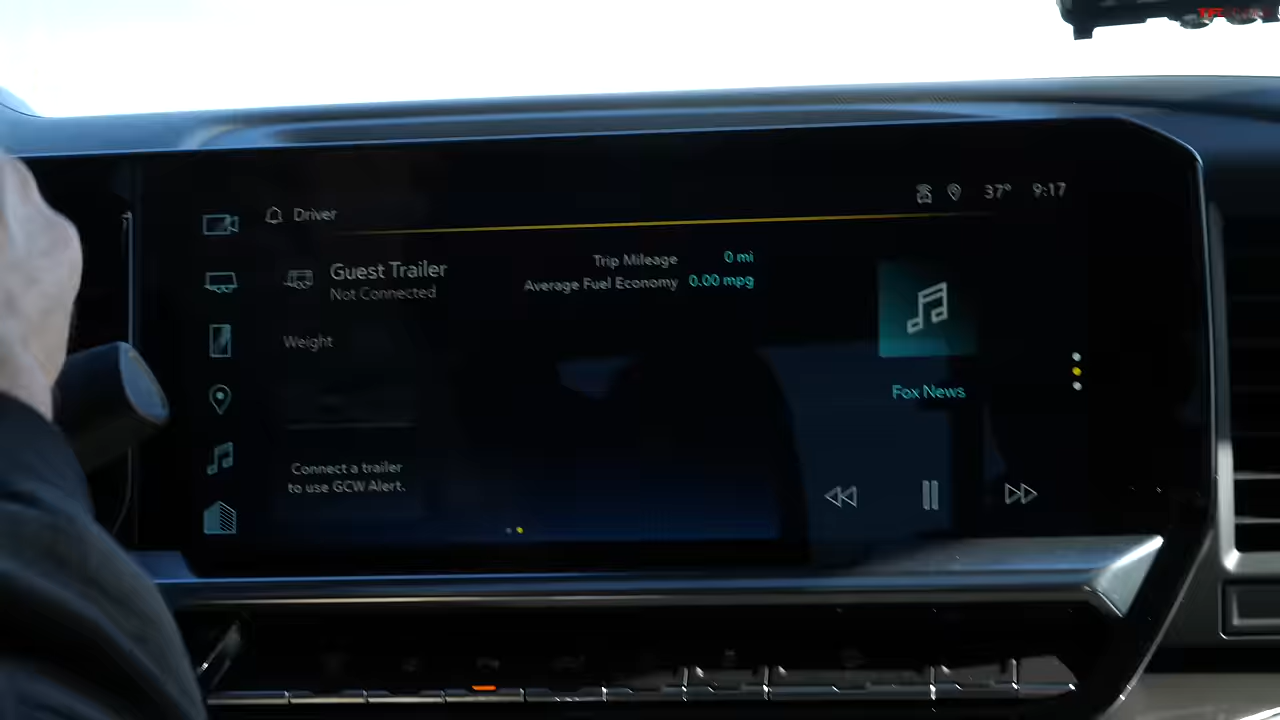 37° 9:17
Driver
Guest Trailer
Not Connected
Trip Mileage 0 mi
Average Fuel Economy 0.00 mpg
Weight
Fox News
Connect a trailer
to use GCW Alert.